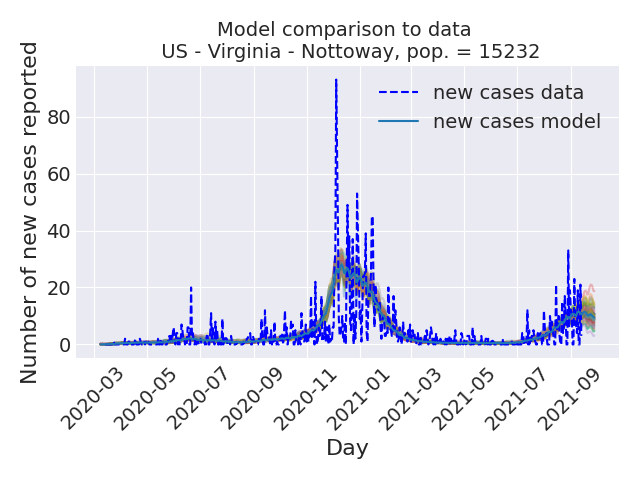 Model comparison to data
US - Virginia - Nottoway, pop. = 15232
Number of new cases reported
80
60
40
20
0
new cases data
new cases model
2020-03
2020-05
2020-07
2020-09
2020-11
2021-01
2021-03
2021-05
2021-07
2021-09
Day